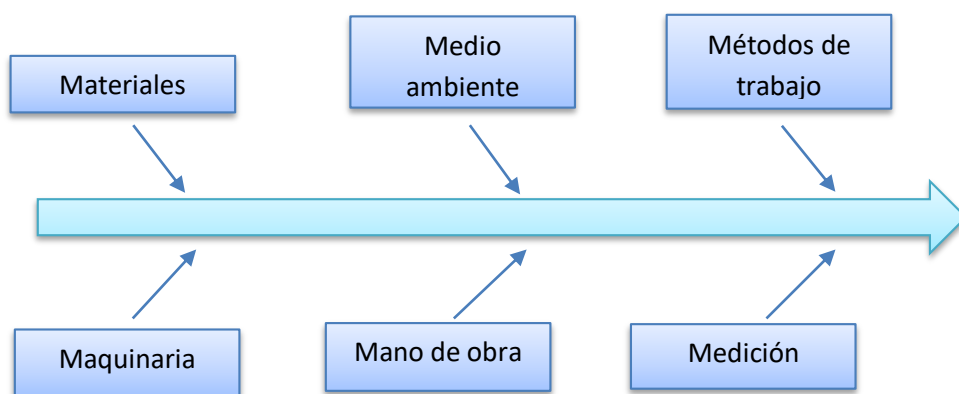 Materiales
Medio
ambiente
Métodos de
trabajo
Maquinaria
Mano de obra
Medición